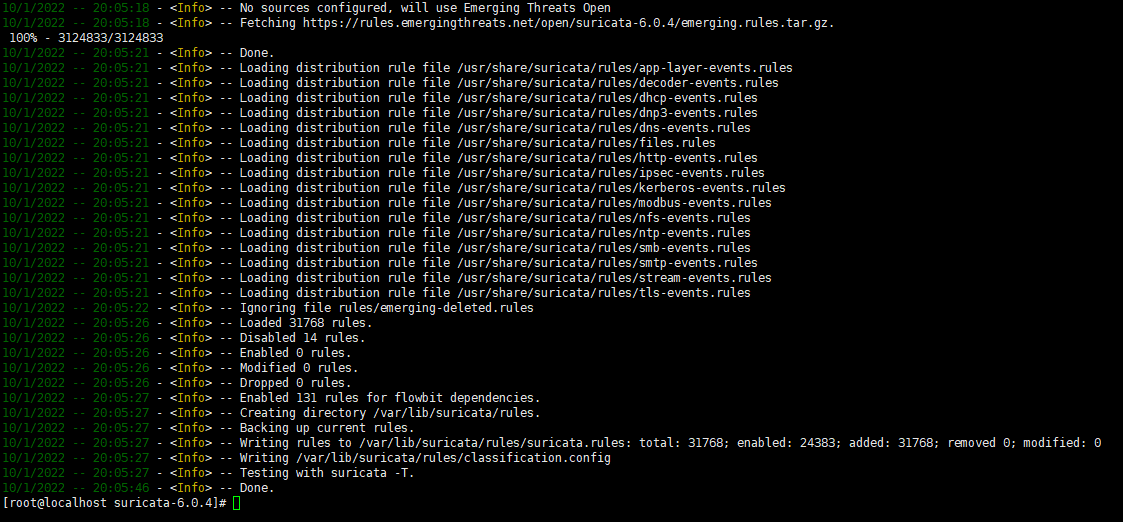 10/1/2022 -- 20:05:18 - <Info> -- No sources configured, will use Emerging Threats Open
10/1/2022 -- 20:05:18 - <Info> -- Fetching https://rules.emergingthreats.net/open/suricata-6.0.4/emerging.rules.tar.gz.
100% - 3124833/3124833
10/1/2022 -- 20:05:21 - <Info> -- Done.
10/1/2022 -- 20:05:21 - <Info> -- Loading distribution rule file /usr/share/suricata/rules/app-layer-events.rules
10/1/2022 -- 20:05:21 - <Info> -- Loading distribution rule file /usr/share/suricata/rules/decoder-events.rules
10/1/2022 -- 20:05:21 - <Info> -- Loading distribution rule file /usr/share/suricata/rules/dhcp-events.rules
10/1/2022 -- 20:05:21 - <Info> -- Loading distribution rule file /usr/share/suricata/rules/dnp3-events.rules
10/1/2022 -- 20:05:21 - <Info> -- Loading distribution rule file /usr/share/suricata/rules/dns-events.rules
10/1/2022 -- 20:05:21 - <Info> -- Loading distribution rule file /usr/share/suricata/rules/files.rules
10/1/2022 -- 20:05:21 - <Info> -- Loading distribution rule file /usr/share/suricata/rules/http-events.rules
10/1/2022 -- 20:05:21 - <Info> -- Loading distribution rule file /usr/share/suricata/rules/ipsec-events.rules
10/1/2022 -- 20:05:21 - <Info> -- Loading distribution rule file /usr/share/suricata/rules/kerberos-events.rules
10/1/2022 -- 20:05:21 - <Info> -- Loading distribution rule file /usr/share/suricata/rules/modbus-events.rules
10/1/2022 -- 20:05:21 - <Info> -- Loading distribution rule file /usr/share/suricata/rules/nfs-events.rules
10/1/2022 -- 20:05:21 - <Info> -- Loading distribution rule file /usr/share/suricata/rules/ntp-events.rules
10/1/2022 -- 20:05:21 - <Info> -- Loading distribution rule file /usr/share/suricata/rules/smb-events.rules
10/1/2022 -- 20:05:21 - <Info> -- Loading distribution rule file /usr/share/suricata/rules/smtp-events.rules
10/1/2022 -- 20:05:21 - <Info> -- Loading distribution rule file /usr/share/suricata/rules/stream-events.rules
10/1/2022 -- 20:05:21 - <Info> -- Loading distribution rule file /usr/share/suricata/rules/tls-events.rules
10/1/2022 -- 20:05:22 - <Info> -- Ignoring file rules/emerging-deleted.rules
10/1/2022 -- 20:05:26 - <Info> -- Loaded 31768 rules.
10/1/2022 -- 20:05:26 - <Info> -- Disabled 14 rules.
10/1/2022 -- 20:05:26 - <Info> -- Enabled 0 rules.
10/1/2022 -- 20:05:26 - <Info> -- Modified 0 rules.
10/1/2022 -- 20:05:26 - <Info> -- Dropped 0 rules.
10/1/2022 -- 20:05:27 - <Info> -- Enabled 131 rules for flowbit dependencies.
10/1/2022 -- 20:05:27 - <Info> -- Creating directory /var/lib/suricata/rules.
10/1/2022 -- 20:05:27 - <Info> -- Backing up current rules.
10/1/2022 -- 20:05:27 - <Info> -- Writing rules to /var/lib/suricata/rules/suricata.rules: total: 31768; enabled: 24383; added: 31768; removed 0; modified: 0
10/1/2022 -- 20:05:27 - <Info> -- Writing /var/lib/suricata/rules/classification.config
10/1/2022 -- 20:05:27 - <Info> -- Testing with suricata -T.
10/1/2022 -- 20:05:46 - <Info> -- Done.
[root@localhost suricata-6.0.4]#